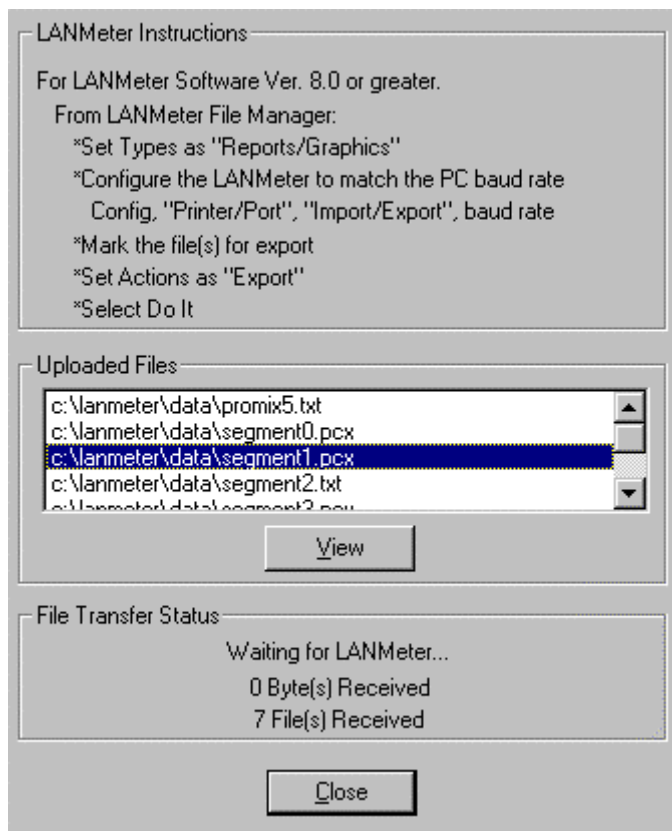 LANMeter Instructions
For LANMeter Software Ver. 8.0 or greater.
From LANMeter File Manager:
*Set Types as "Reports/Graphics"
*Configure the LANMeter to match the PC baud rate
Config, "Printer/Port", "Import/Export", baud rate
*Mark the file(s) for export
*Set Actions as "Export"
*Select Do It
Uploaded Files
c:\lanmeter\data\promix5.txt
c:\lanmeter\data\segment0.pcx
c:\lanmeter\data\segment1.pcx
c:\lanmeter\data\segment2.txt
c:\lanmeter\data\segment3.pcx
View
File Transfer Status
Waiting for LANMeter...
0 Byte(s) Received
7 File(s) Received
Close